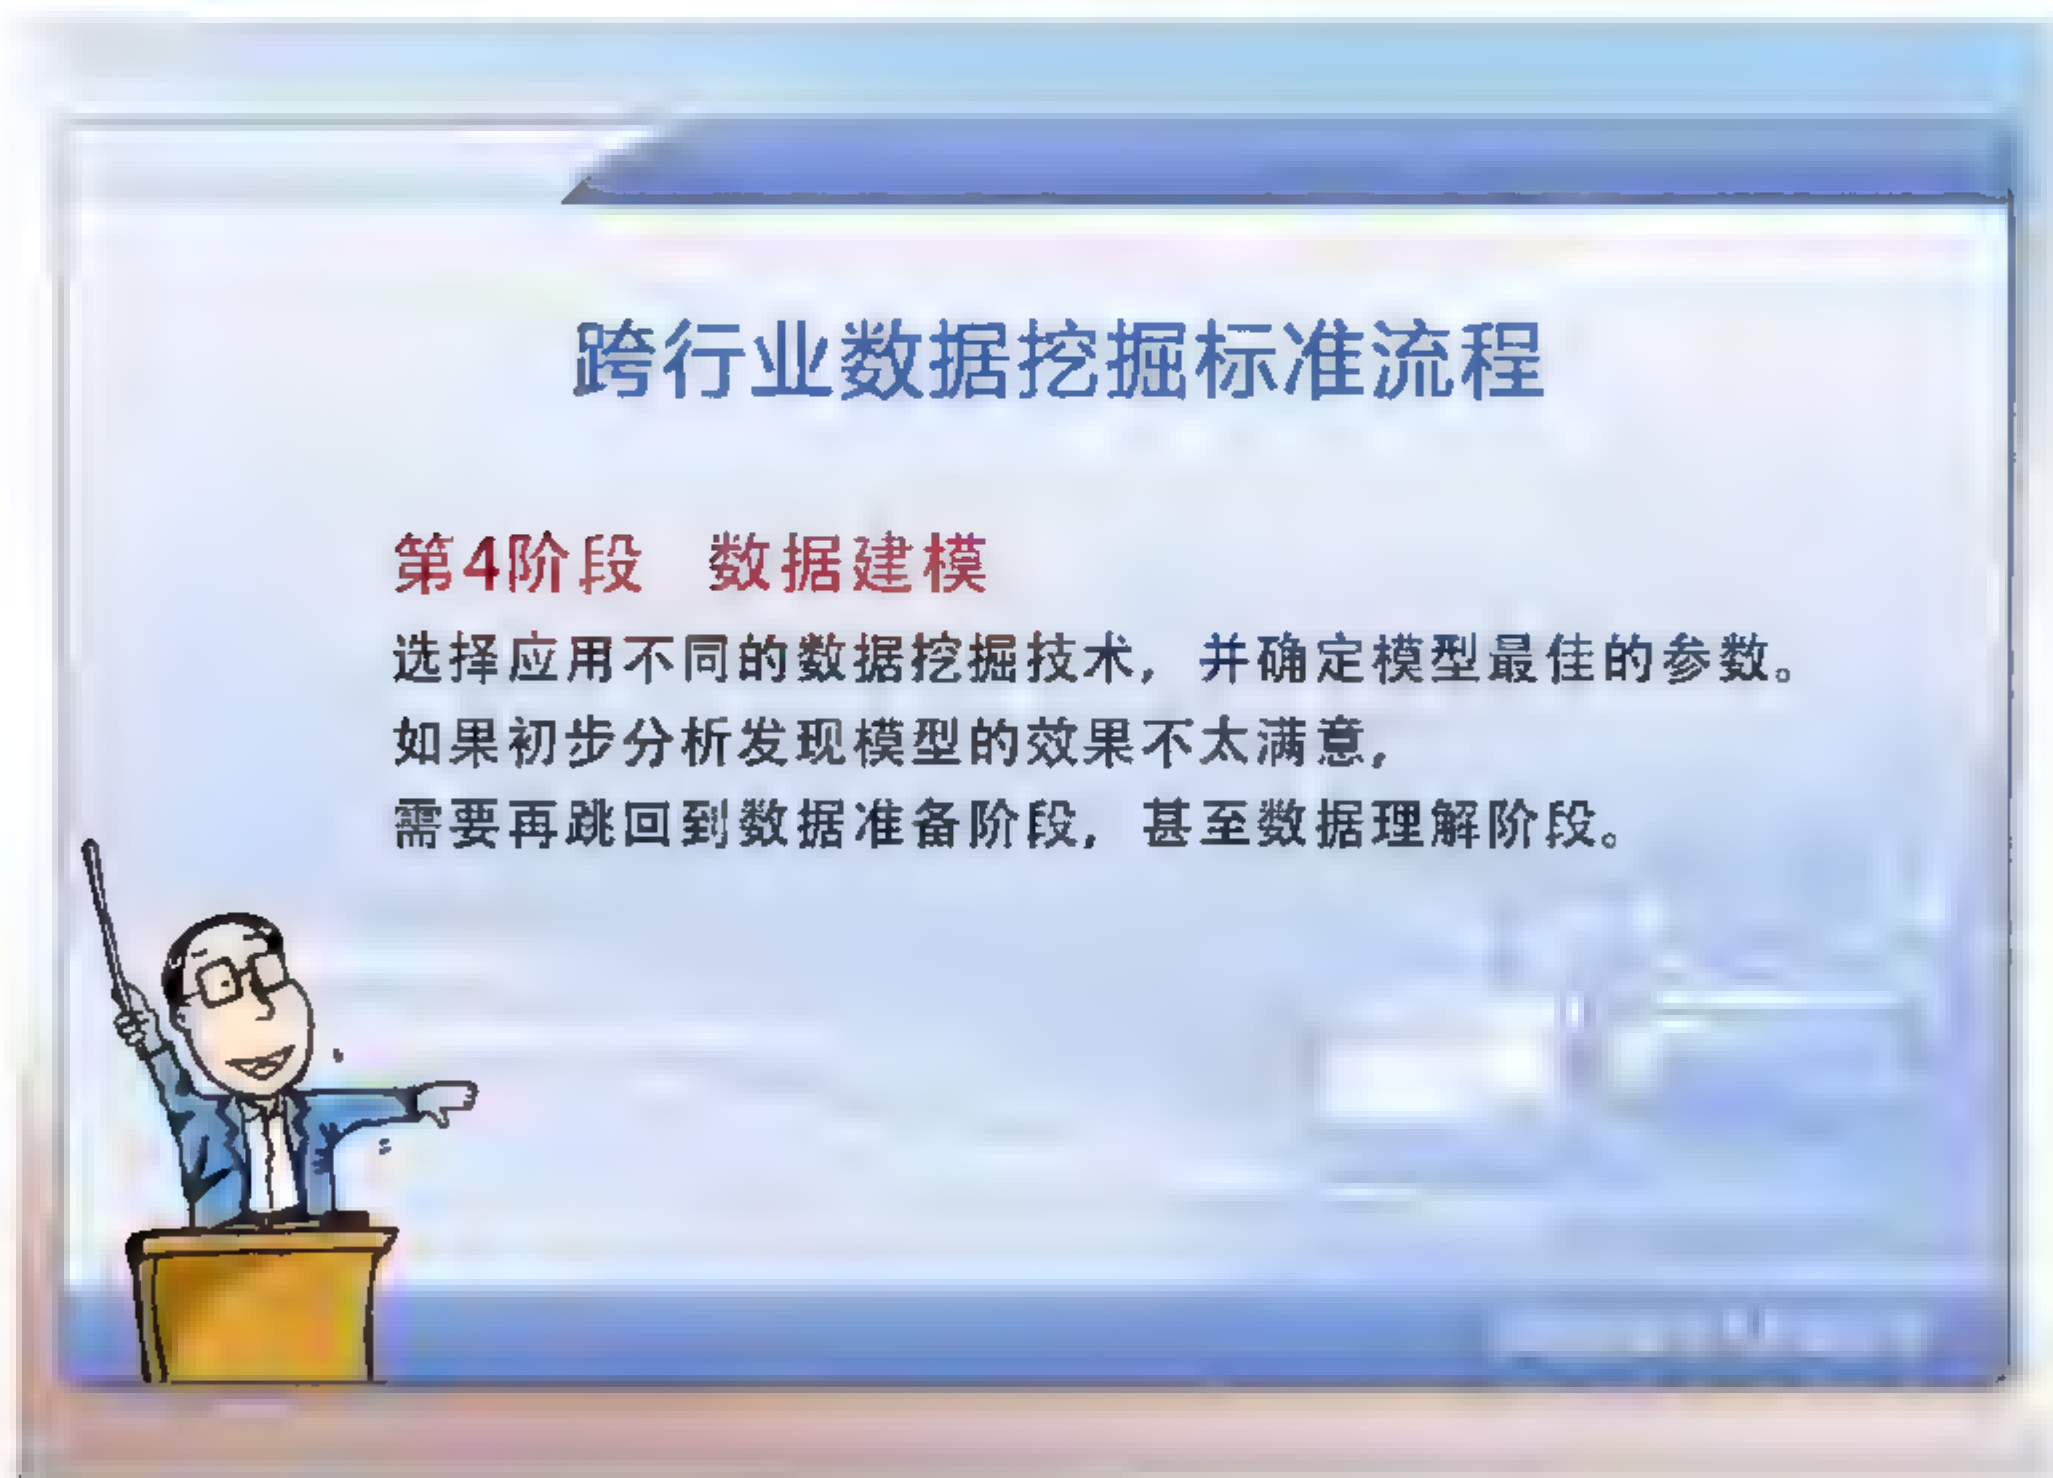 跨行业数据挖掘标准流程
第4阶段 数据建模
选择应用不同的数据挖掘技术，并确定模型最佳的参数。
如果初步分析发现模型的效果不太满意，
需要再跳回到数据准备阶段，甚至数据理解阶段。